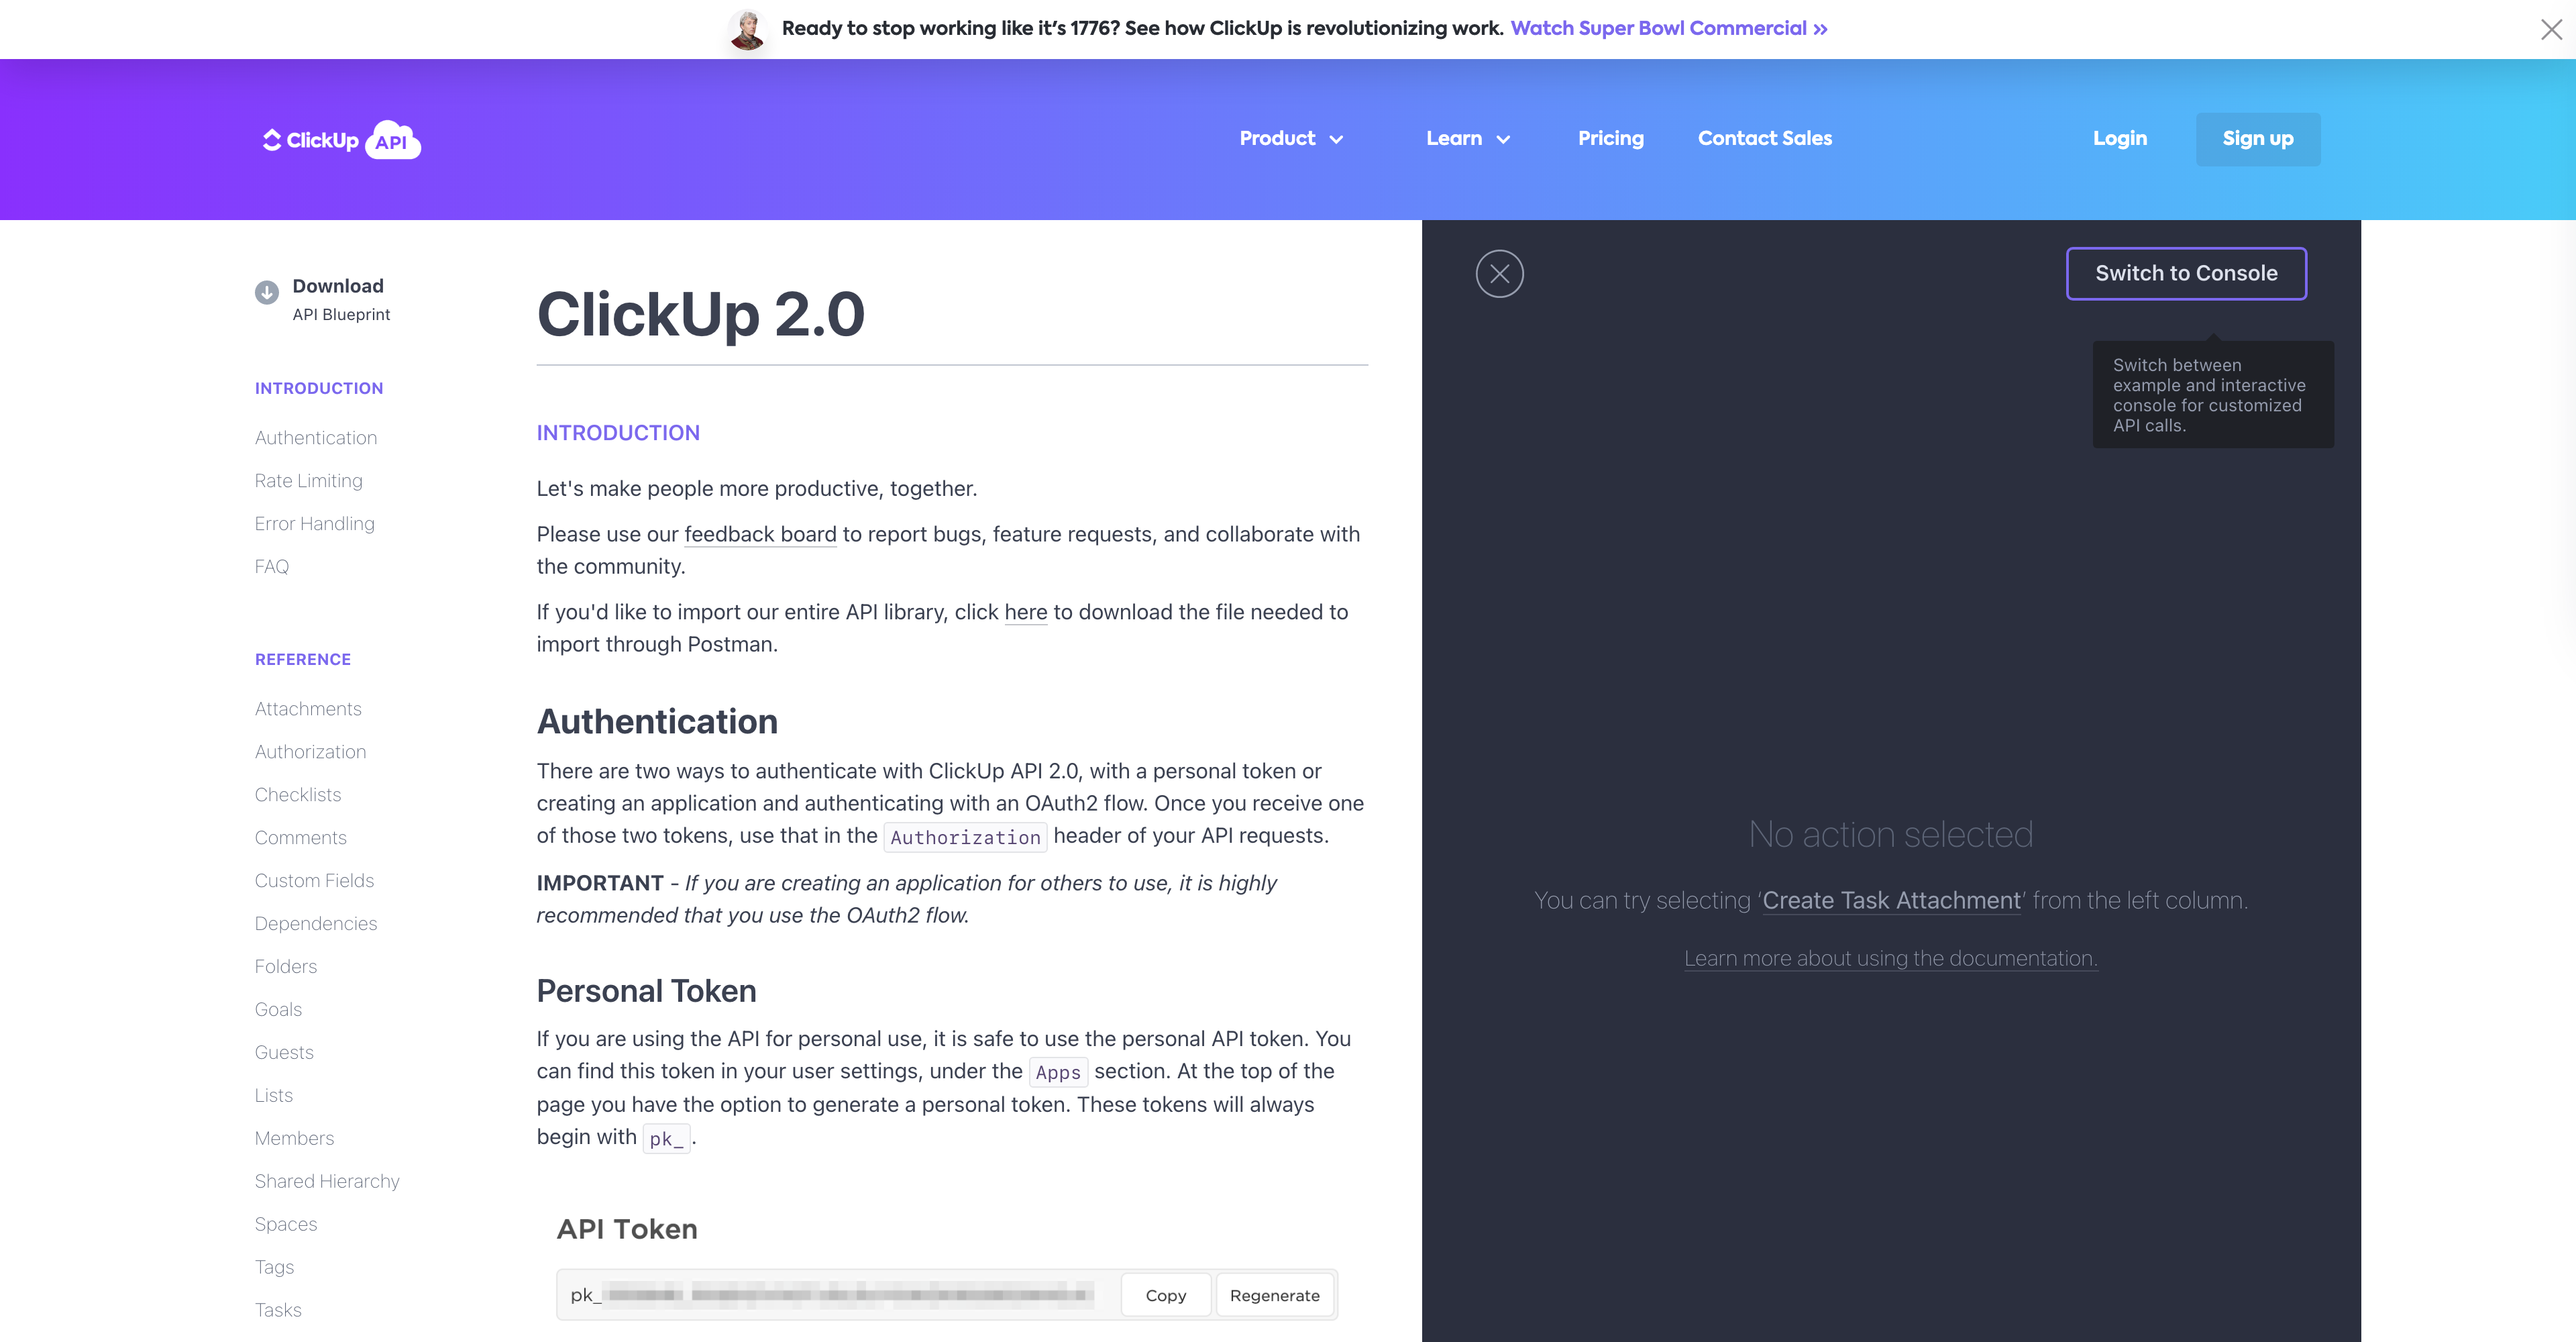 Ready to stop working like it's 1776? See how ClickUp is revolutionizing work. Watch Super Bowl Commercial »
ClickUp API
Product
Learn
Pricing
Contact Sales
Login
Sign up
Download
API Blueprint
INTRODUCTION
Authentication
Rate Limiting
Error Handling
FAQ
REFERENCE
Attachments
Authorization
Checklists
Comments
Custom Fields
Dependencies
Folders
Goals
Guests
Lists
Members
Shared Hierarchy
Spaces
Tags
Tasks
ClickUp 2.0
INTRODUCTION
Let's make people more productive, together.
Please use our feedback board to report bugs, feature requests, and collaborate with
the community.
If you'd like to import our entire API library, click here to download the file needed to
import through Postman.
Authentication
There are two ways to authenticate with ClickUp API 2.0, with a personal token or
creating an application and authenticating with an OAuth2 flow. Once you receive one
of those two tokens, use that in the Authorization header of your API requests.
IMPORTANT - If you are creating an application for others to use, it is highly
recommended that you use the OAuth2 flow.
Personal Token
If you are using the API for personal use, it is safe to use the personal API token. You
can find this token in your user settings, under the Apps section. At the top of the
page you have the option to generate a personal token. These tokens will always
begin with pk_.
API Token
pk_
Copy
Regenerate
Switch to Console
Switch between
example and interactive
console for customized
API calls.
No action selected
You can try selecting ‘Create Task Attachment’ from the left column.
Learn more about using the documentation.